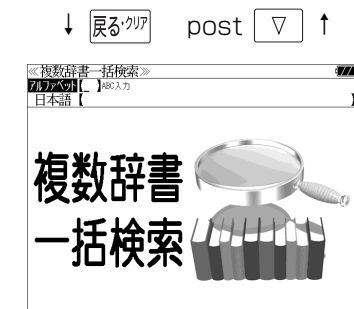 ↓ 戻る・クリア post ▽ ↑
≪複数辞書一括検索≫
アルファベット【_ 】ABC入力
日本語【 】
複数辞書
一括検索